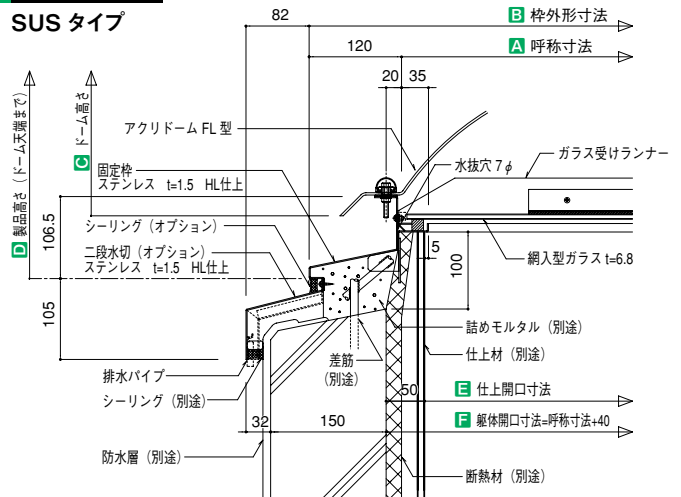 SUS タイプ
82
B 枠外形寸法
120
A 呼称寸法
20
35
D 製品高さ（ドーム天端まで）
C ドーム高さ
アクリドーム FL 型
水抜穴 7φ
ガラス受けランナー
固定枠
ステンレス t=1.5 HL仕上
シーリング（オプション）
二段水切（オプション）
ステンレス t=1.5 HL仕上
106.5
105
5
100
網入型ガラス t=6.8
詰めモルタル（別途）
仕上材（別途）
差筋
（別途）
排水パイプ
シーリング（別途）
50
E 仕上開口寸法
32
150
F 躯体開口寸法=呼称寸法+40
防水層（別途）
断熱材（別途）